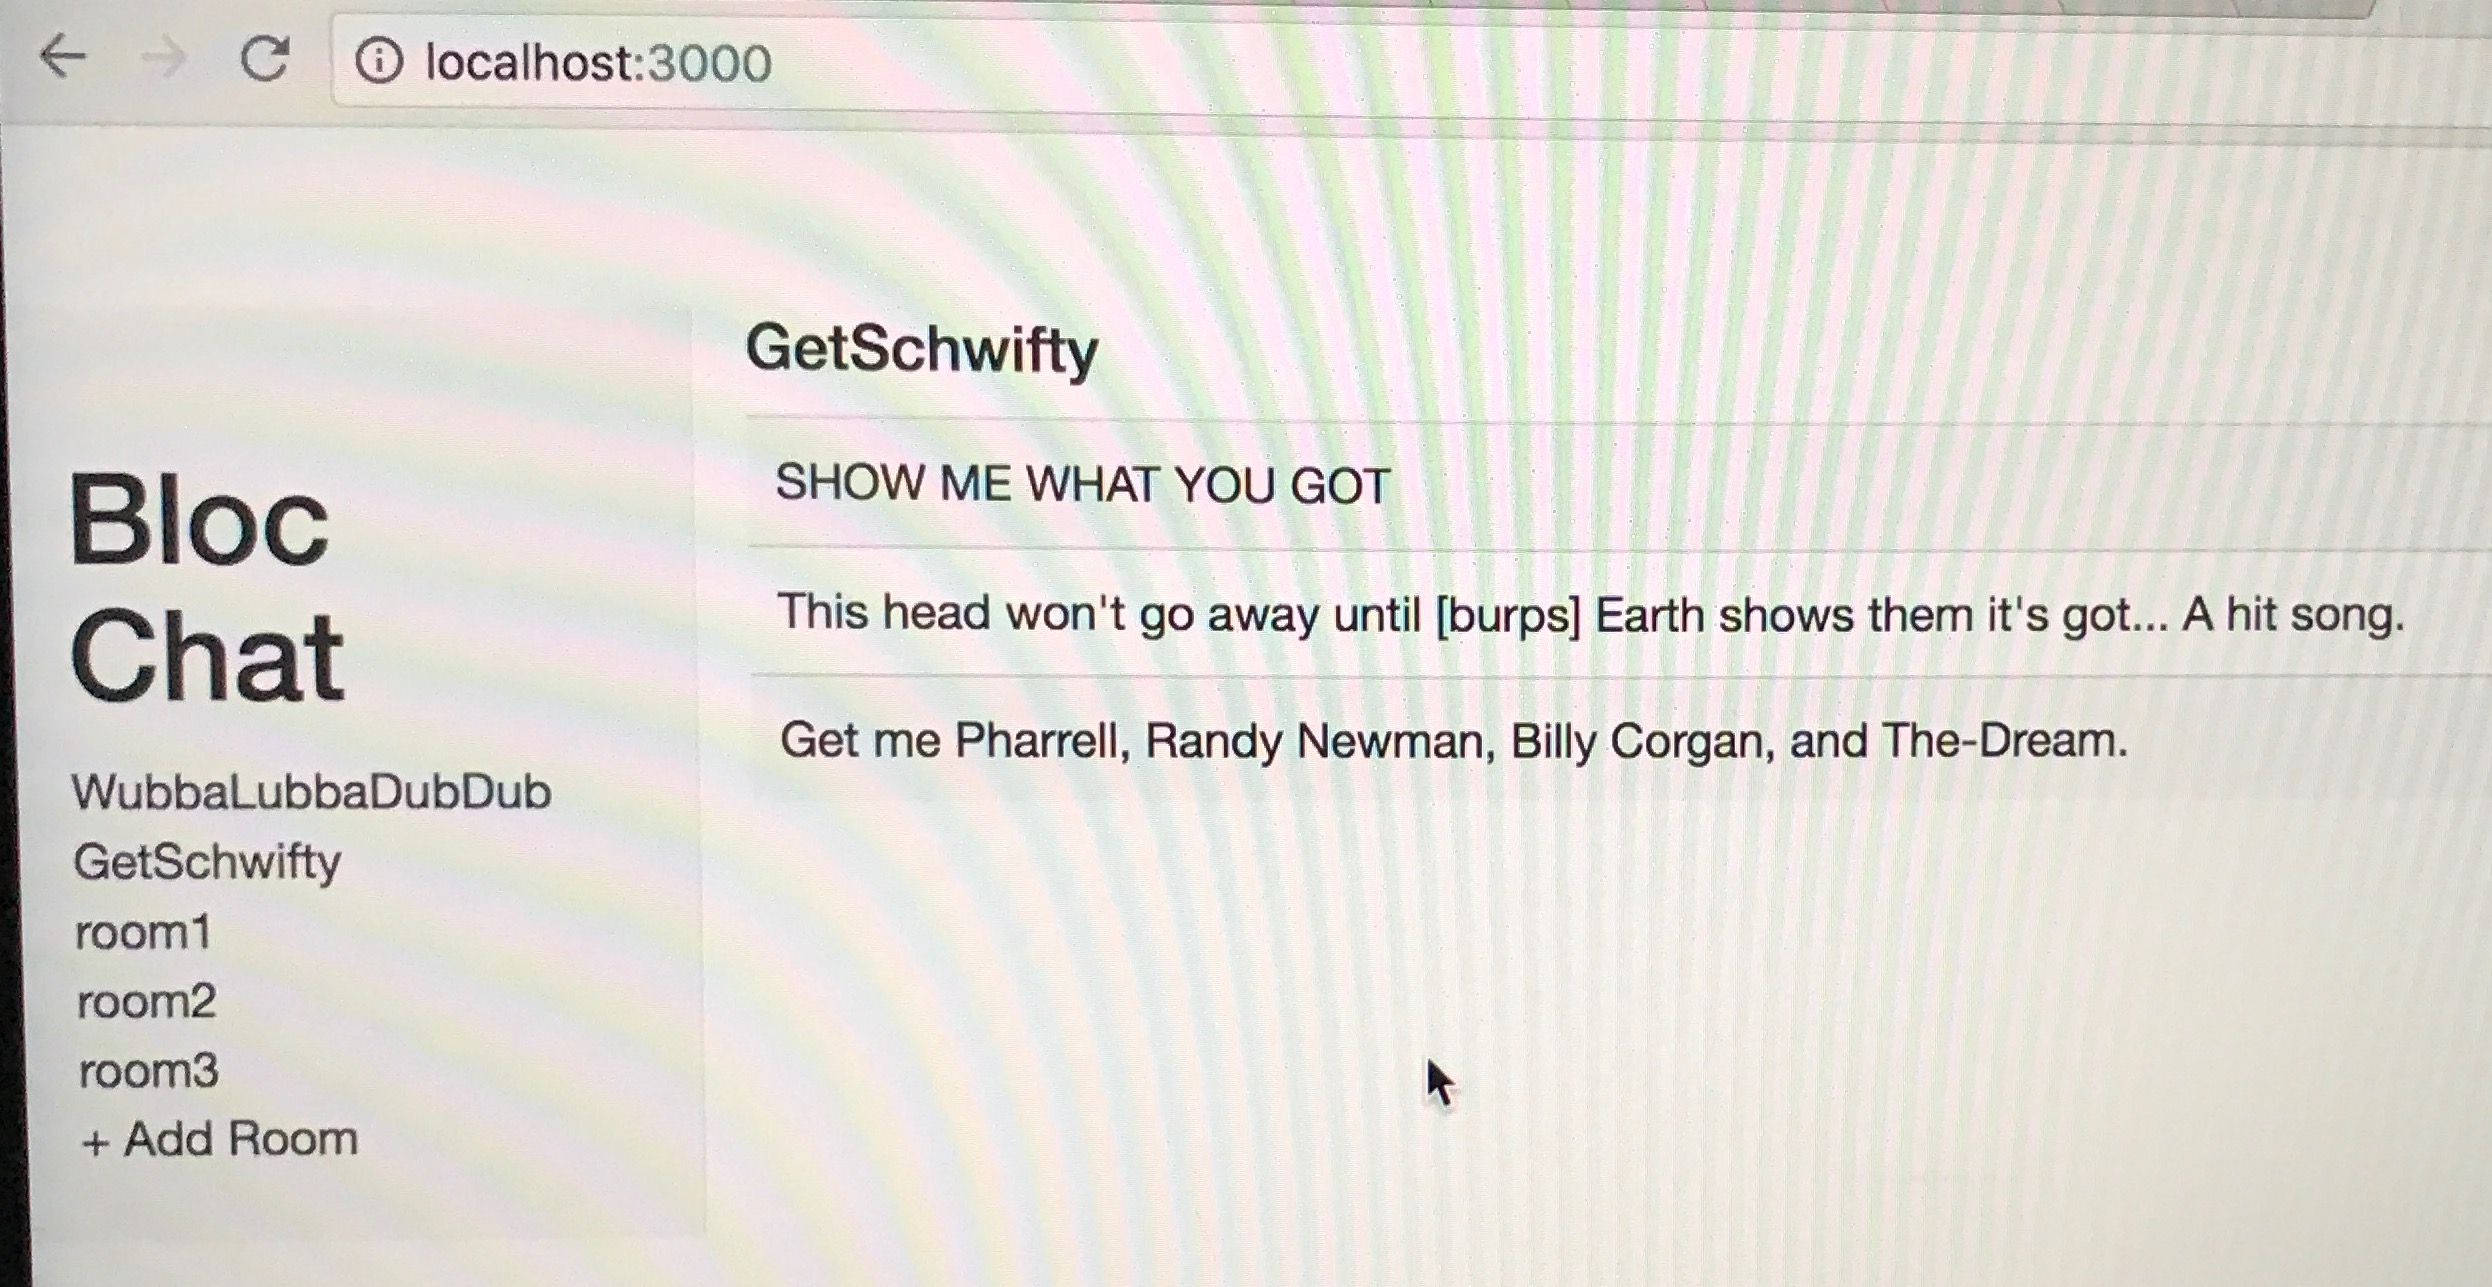 localhost:3000
Bloc
Chat
WubbaLubbaDubDub
GetSchwifty
room1
room2
room3
+ Add Room
GetSchwifty
SHOW ME WHAT YOU GOT
This head won't go away until [burps] Earth shows them it's got... A hit song.
Get me Pharrell, Randy Newman, Billy Corgan, and The-Dream.